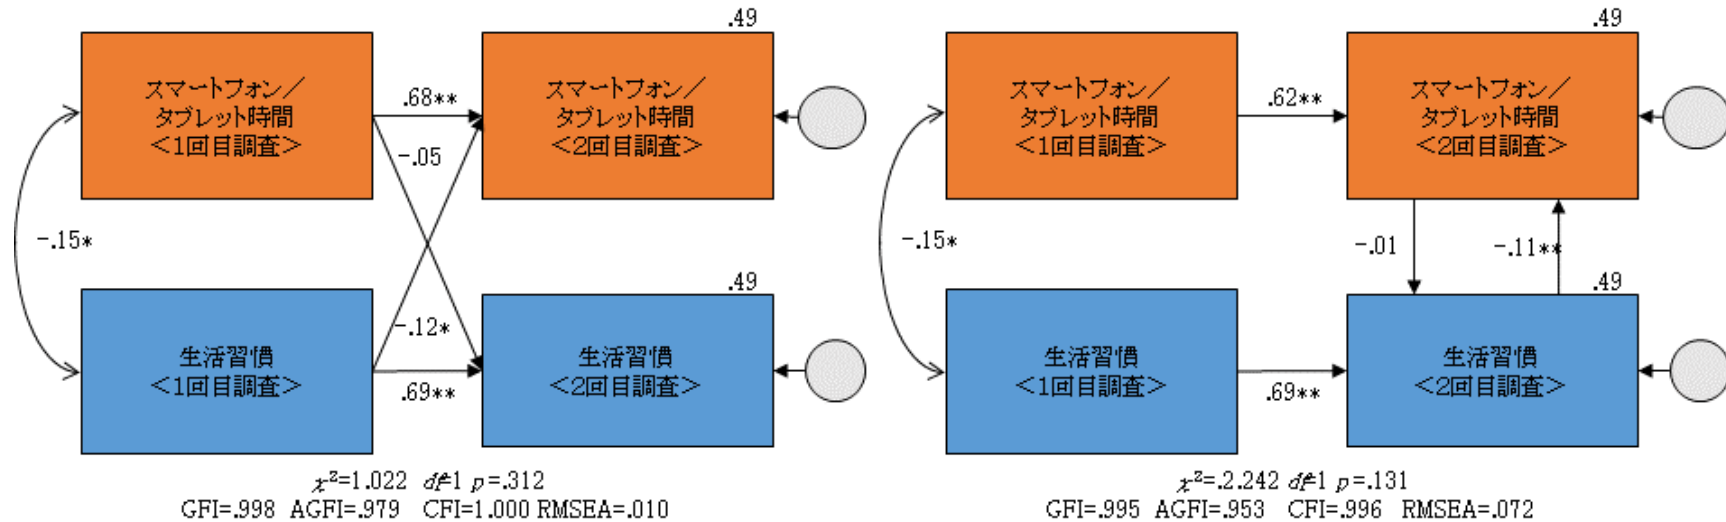 .49
スマートフォン／
タブレット時間
＜1回目調査＞
.68**
スマートフォン／
タブレット時間
＜2回目調査＞
-.05
-.15*
.49
-.12*
生活習慣
＜1回目調査＞
.69**
生活習慣
＜2回目調査＞
χ²=1.022 df=1 p=.312
GFI=.998 AGFI=.979 CFI=1.000 RMSEA=.010
.49
スマートフォン／
タブレット時間
＜1回目調査＞
.62**
スマートフォン／
タブレット時間
＜2回目調査＞
-.15*
-.01
-.11**
.49
生活習慣
＜1回目調査＞
.69**
生活習慣
＜2回目調査＞
χ²=.2.242 df=1 p=.131
GFI=.995 AGFI=.953 CFI=.996 RMSEA=.072